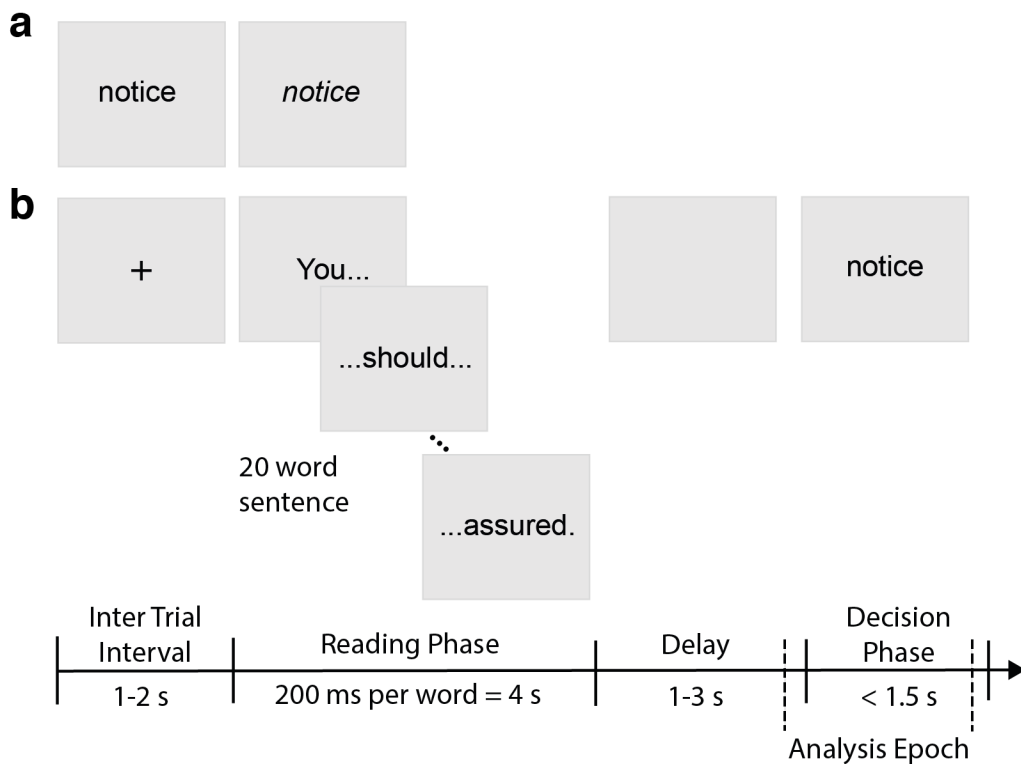 a
notice
notice
b
+
You...
...should...
20 word
sentence
...assured.
notice
Inter Trial
Interval
Reading Phase
Delay
Decision
Phase
1-2 s
200 ms per word = 4 s
1-3 s
< 1.5 s
Analysis Epoch